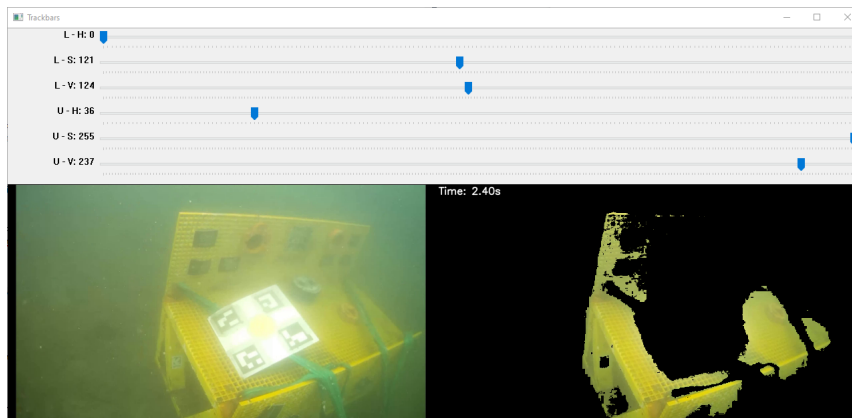 Trackbars
L - H: 0
L - S: 121
L - V: 124
U - H: 36
U - S: 255
U - V: 237
Time: 2.40s